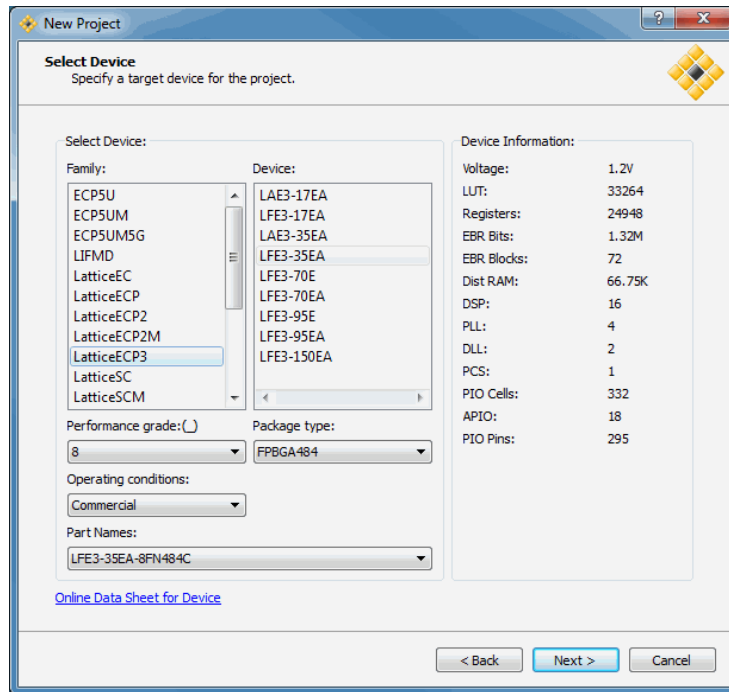 New Project
Select Device
Specify a target device for the project.
Select Device:
Family:
ECP5U
ECP5UM
ECP5UM5G
LIFMD
LatticeEC
LatticeECP
LatticeECP2
LatticeECP2M
LatticeECP3
LatticeSC
LatticeSCM
Device:
LAE3-17EA
LFE3-17EA
LAE3-35EA
LFE3-35EA
LFE3-70E
LFE3-70EA
LFE3-95E
LFE3-95EA
LFE3-150EA
Performance grade:(_)
8
Package type:
FPBGA484
Operating conditions:
Commercial
Part Names:
LFE3-35EA-8FN484C
Device Information:
Voltage: 1.2V
LUT: 33264
Registers: 24948
EBR Bits: 1.32M
EBR Blocks: 72
Dist RAM: 66.75K
DSP: 16
PLL: 4
DLL: 2
PCS: 1
PIO Cells: 332
APIO: 18
PIO Pins: 295
Online Data Sheet for Device
< Back
Next >
Cancel